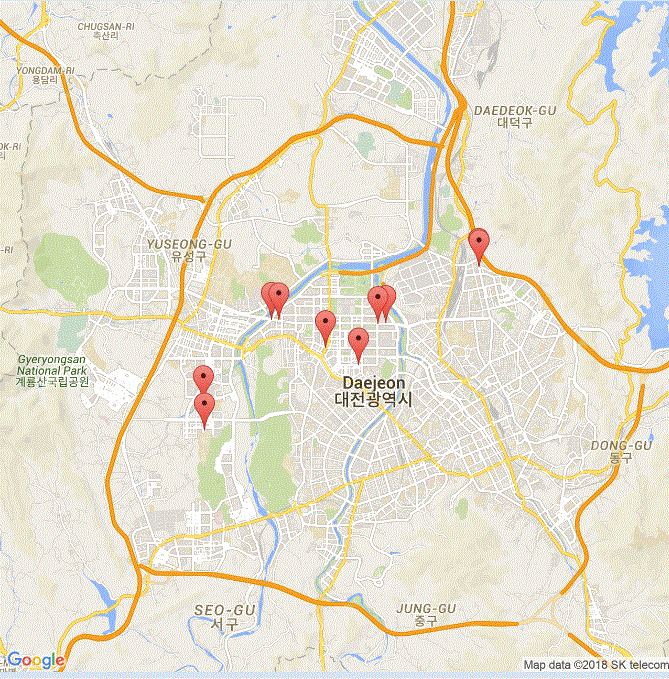 CHUGSAN-RI
축산리
YONGDAM-RI
용담리
DAEDEOK-GU
대덕구
OK-RI
YUSEONG-GU
유성구
-RI
Gyeryongsan
National Park
계룡산국립공원
Daejeon
대전광역시
DONG-GU
동구
SEO-GU
서구
JUNG-GU
중구
Google
Map data ©2018 SK telecom